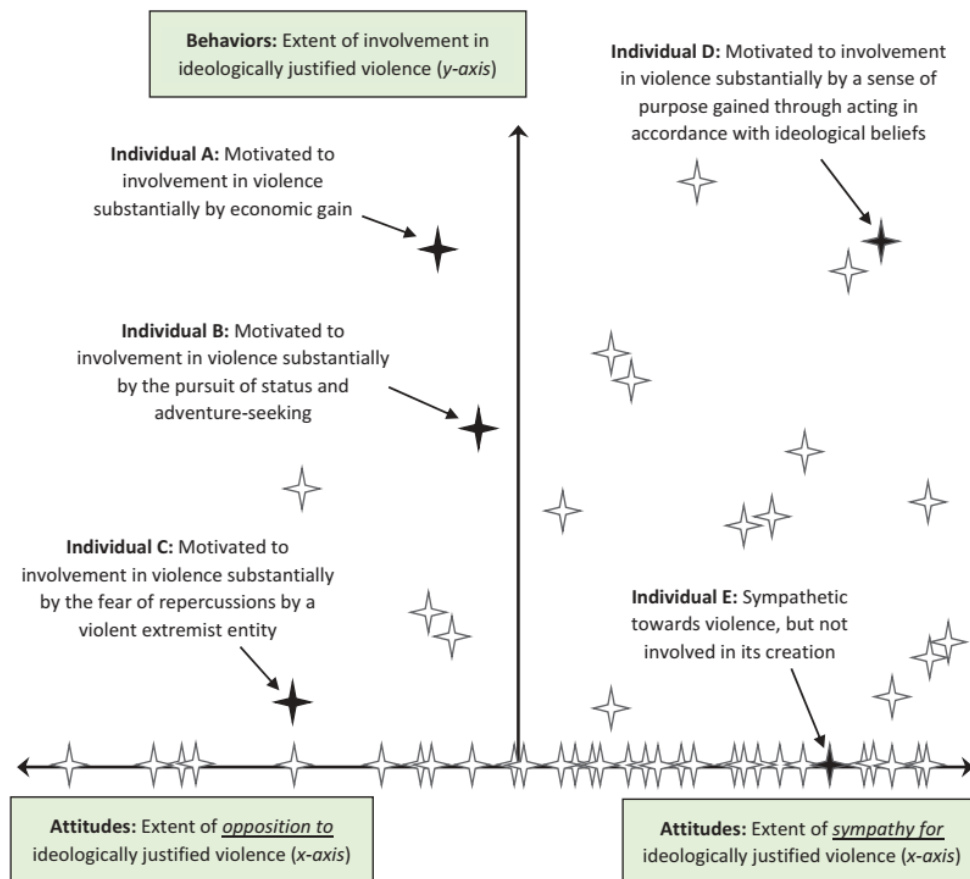 Behaviors: Extent of involvement in
ideologically justified violence (y-axis)
Individual D: Motivated to involvement
in violence substantially by a sense of
purpose gained through acting in
accordance with ideological beliefs
Individual A: Motivated to
involvement in violence
substantially by economic gain
Individual B: Motivated to
involvement in violence substantially
by the pursuit of status and
adventure-seeking
Individual C: Motivated to
involvement in violence substantially
by the fear of repercussions by a
violent extremist entity
Individual E: Sympathetic
towards violence, but not
involved in its creation
Attitudes: Extent of opposition to
ideologically justified violence (x-axis)
Attitudes: Extent of sympathy for
ideologically justified violence (x-axis)